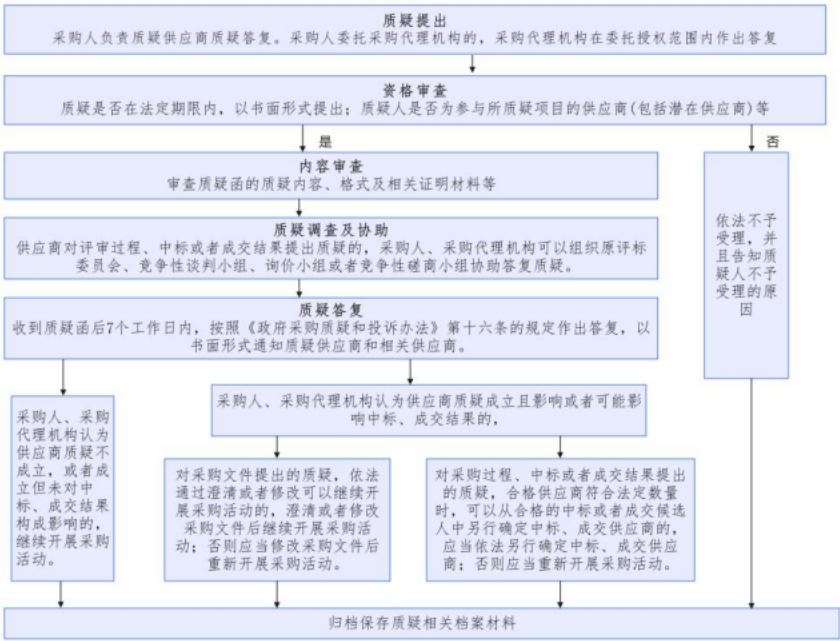 质疑提出
采购人负责质疑供应商质疑答复。采购人委托采购代理机构的，采购代理机构在委托授权范围内作出答复
资格审查
质疑是否在法定期限内，以书面形式提出；质疑人是否为参与所质疑项目的供应商(包括潜在供应商)等
是
否
内容审查
审查质疑函的质疑内容、格式及相关证明材料等
依法不予
受理，并
且告知质
疑人不予
受理的原
因
质疑调查及协助
供应商对评审过程、中标或者成交结果提出质疑的，采购人、采购代理机构可以组织原评标
委员会、竞争性谈判小组、询价小组或者竞争性磋商小组协助答复质疑。
质疑答复
收到质疑函后7个工作日内，按照《政府采购质疑和投诉办法》第十六条的规定作出答复，以
书面形式通知质疑供应商和相关供应商。
采购人、采购
代理机构认为
供应商质疑不
成立，或者成
立但未对中
标、成交结果
构成影响的，
继续开展采购
活动。
采购人、采购代理机构认为供应商质疑成立且影响或者可能影
响中标、成交结果的，
对采购文件提出的质疑，依法
通过澄清或者修改可以继续开
展采购活动的，澄清或者修改
采购文件后继续开展采购活
动；否则应当修改采购文件后
重新开展采购活动。
对采购过程、中标或者成交结果提出
的质疑，合格供应商符合法定数量
时，可以从合格的中标或者成交候选
人中另行确定中标、成交供应商的，
应当依法另行确定中标、成交供应
商；否则应当重新开展采购活动。
归档保存质疑相关档案材料